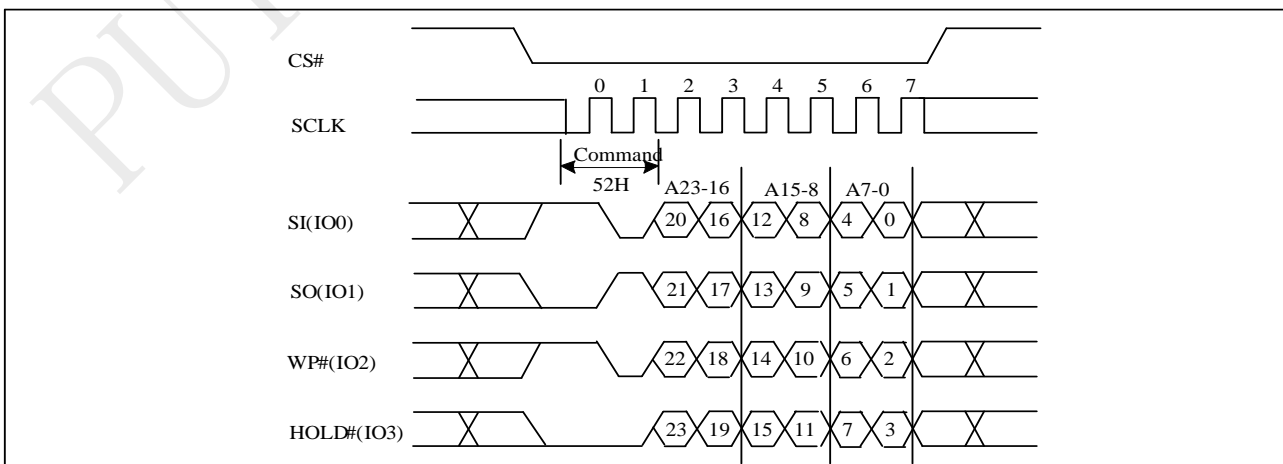 PUY
CS#
0 1 2 3 4 5 6 7
SCLK
Command
52H
A23-16 A15-8 A7-0
SI(IO0) 20 16 12 8 4 0
SO(IO1) 21 17 13 9 5 1
WP#(IO2) 22 18 14 10 6 2
HOLD#(IO3) 23 19 15 11 7 3